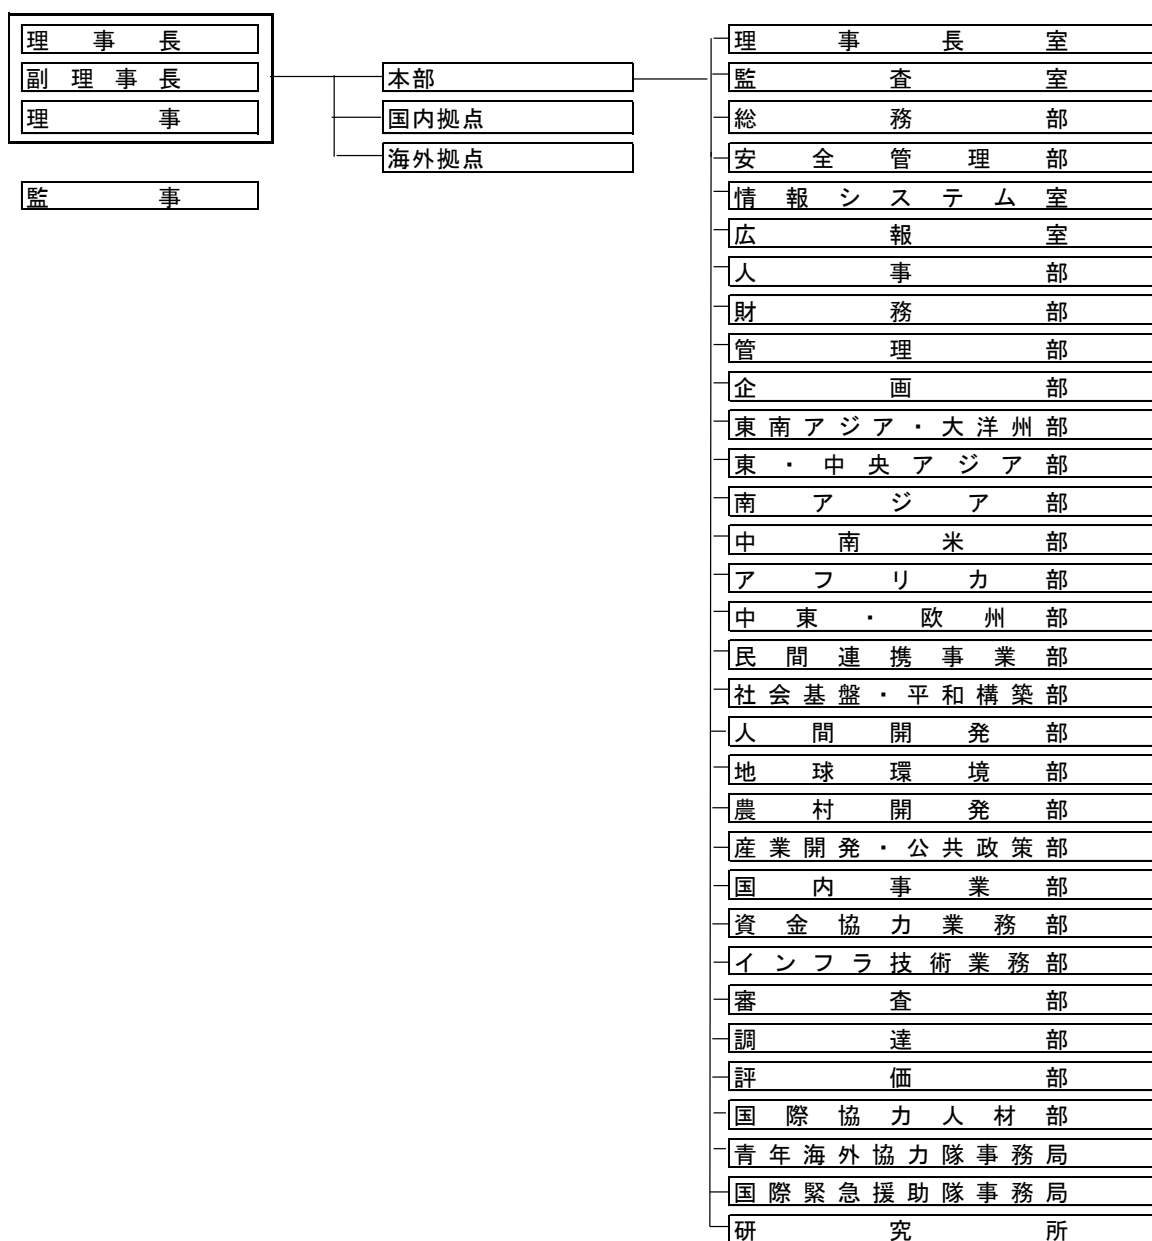 理事長
副理事長
理事
監事
本部
国内拠点
海外拠点
理事長室
監査室
総務部
安全管理部
情報システム室
広報室
人事部
財務部
管理部
企画部
東南アジア・大洋州部
東・中央アジア部
南アジア部
中南米部
アフリカ部
中東・欧州部
民間連携事業部
社会基盤・平和構築部
人間開発部
地球環境部
農村開発部
産業開発・公共政策部
国内事業部
資金協力業務部
インフラ技術業務部
審査部
調達部
評価部
国際協力人材部
青年海外協力隊事務局
国際緊急援助隊事務局
研究所